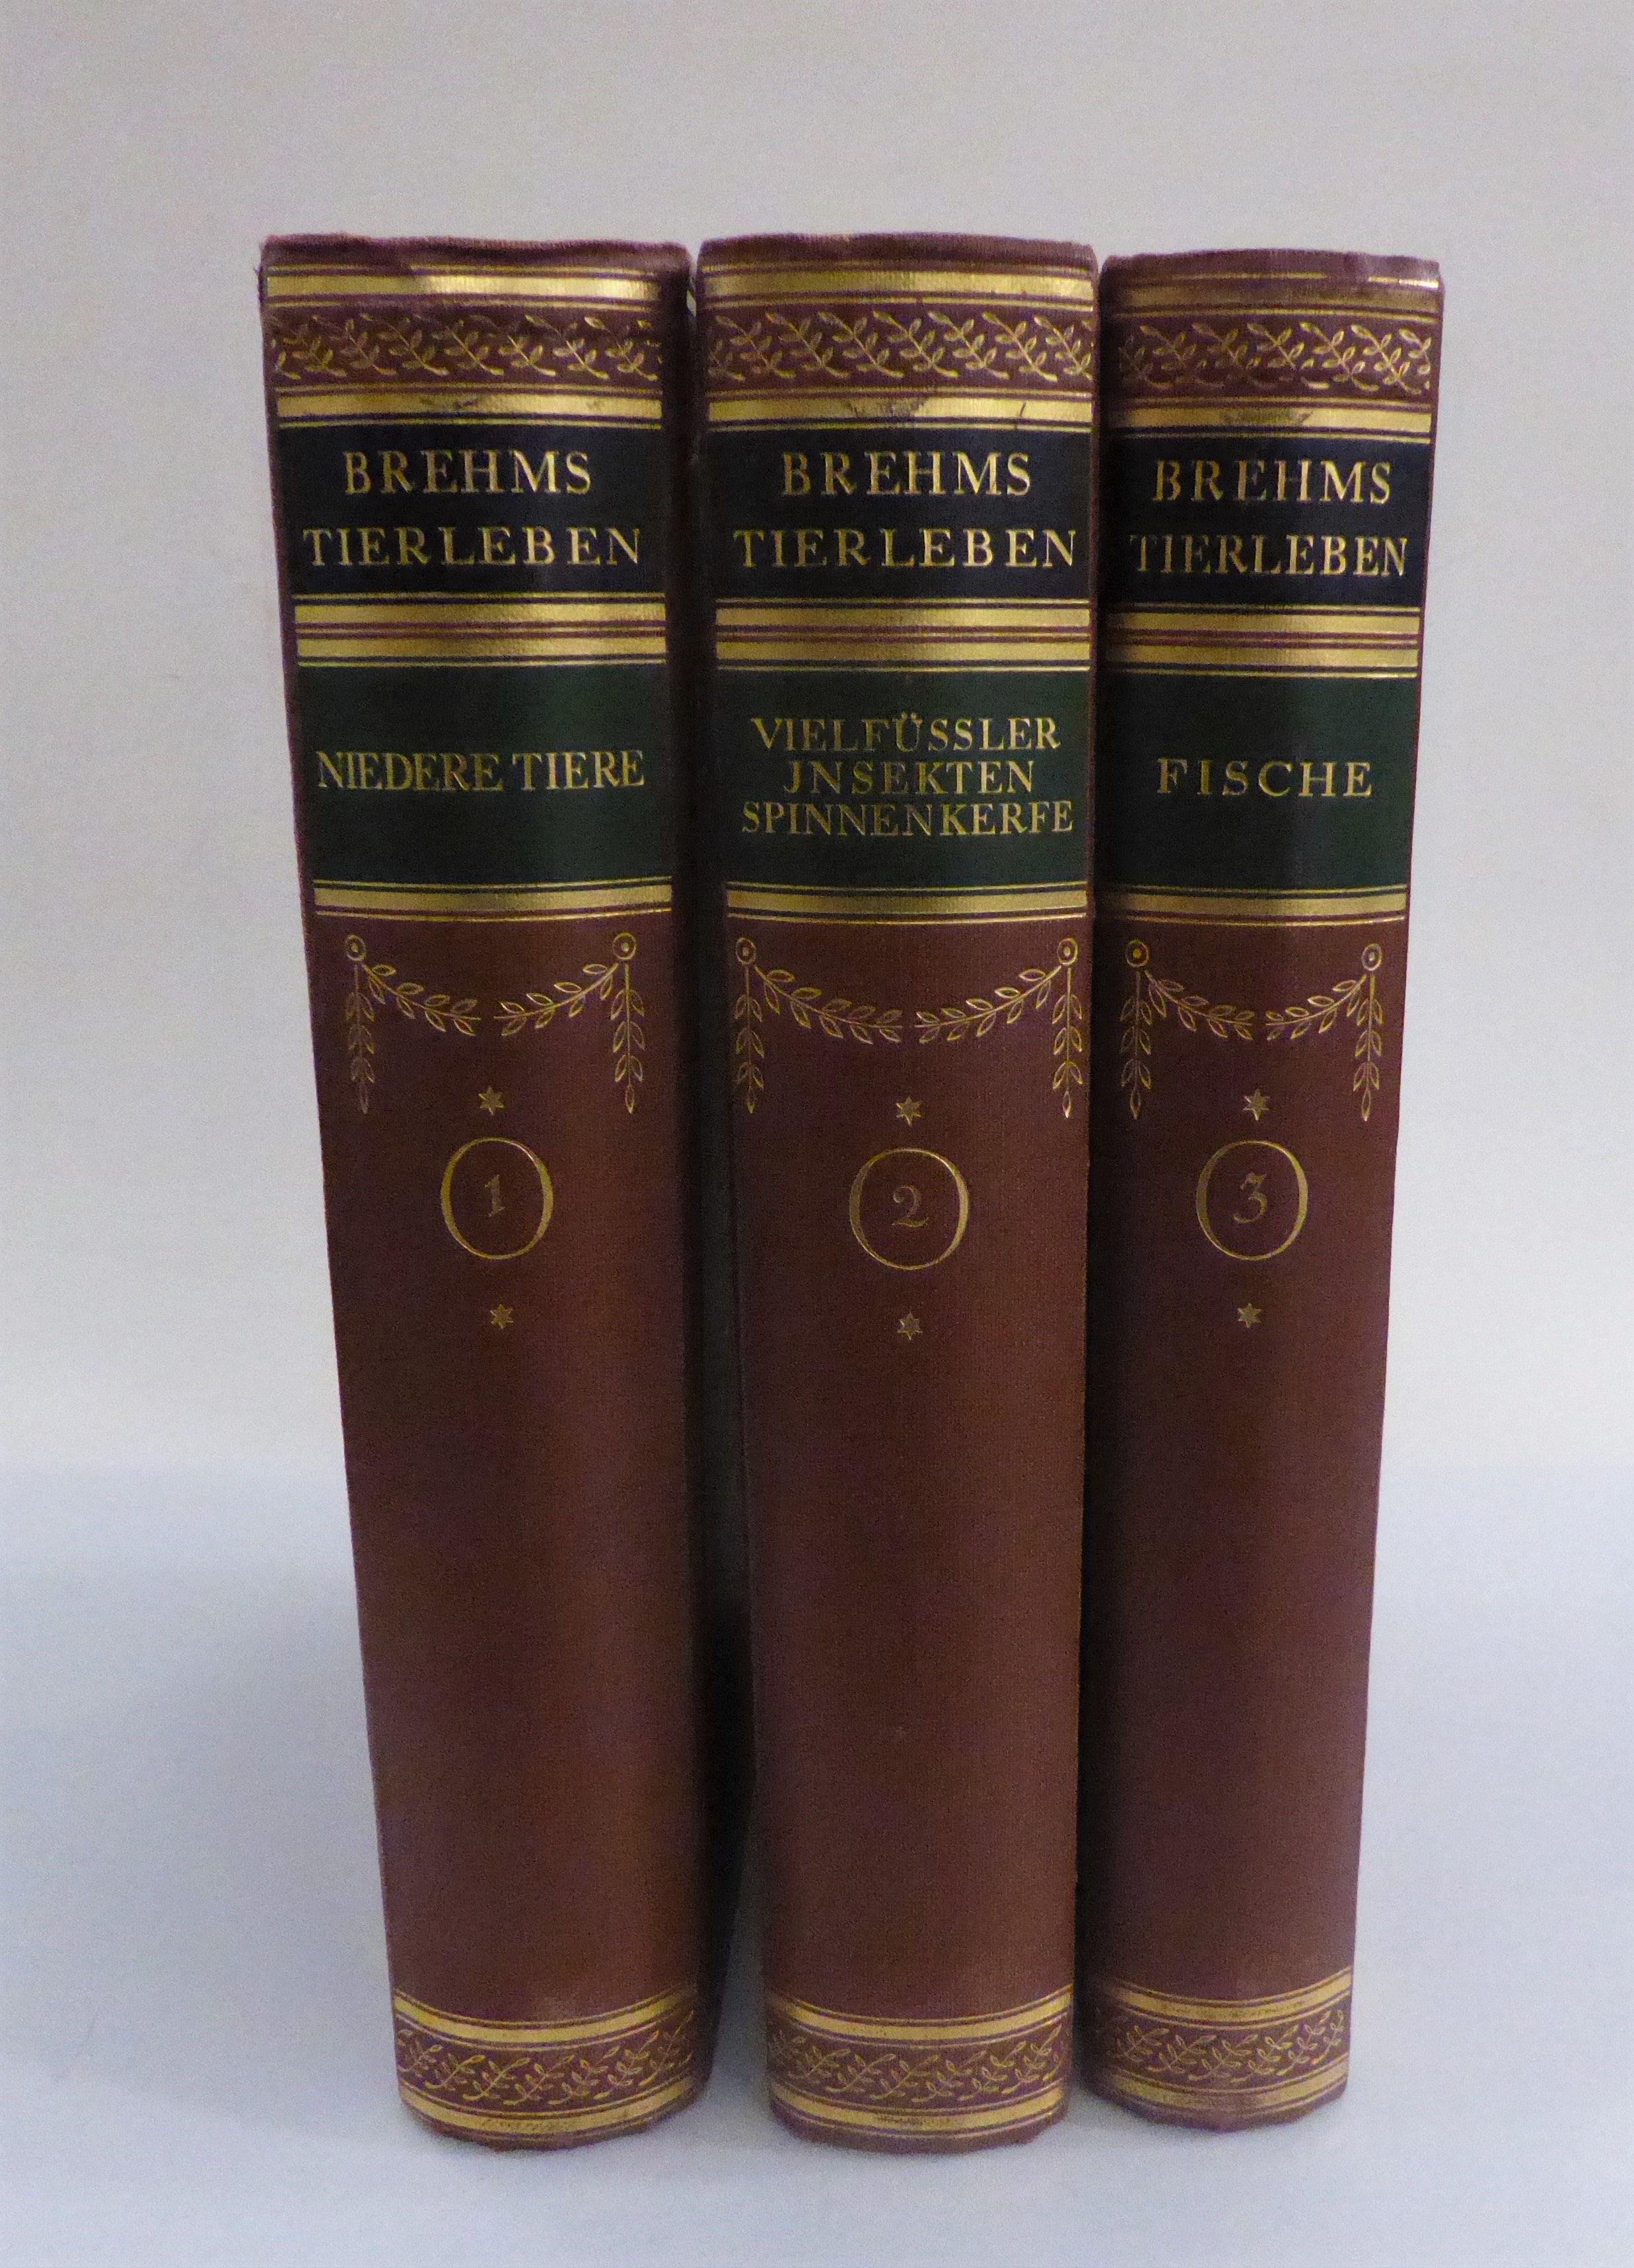 BREHMS
TIERLEBEN
NIEDERE TIERE
1
BREHMS
TIERLEBEN
VIELFÜSSLER
JNSEKTEN
SPINNENKERFE
2
BREHMS
TIERLEBEN
FISCHE
3